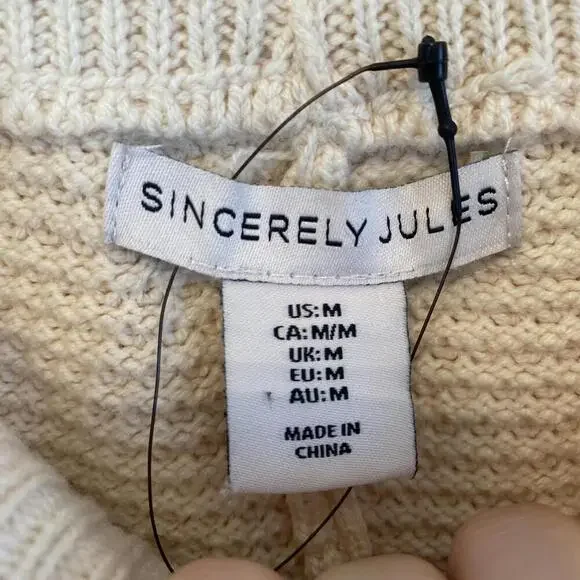 SINCERELY JULES
US:M
CA:M/M
UK:M
EU:M
AU:M
MADE IN
CHINA